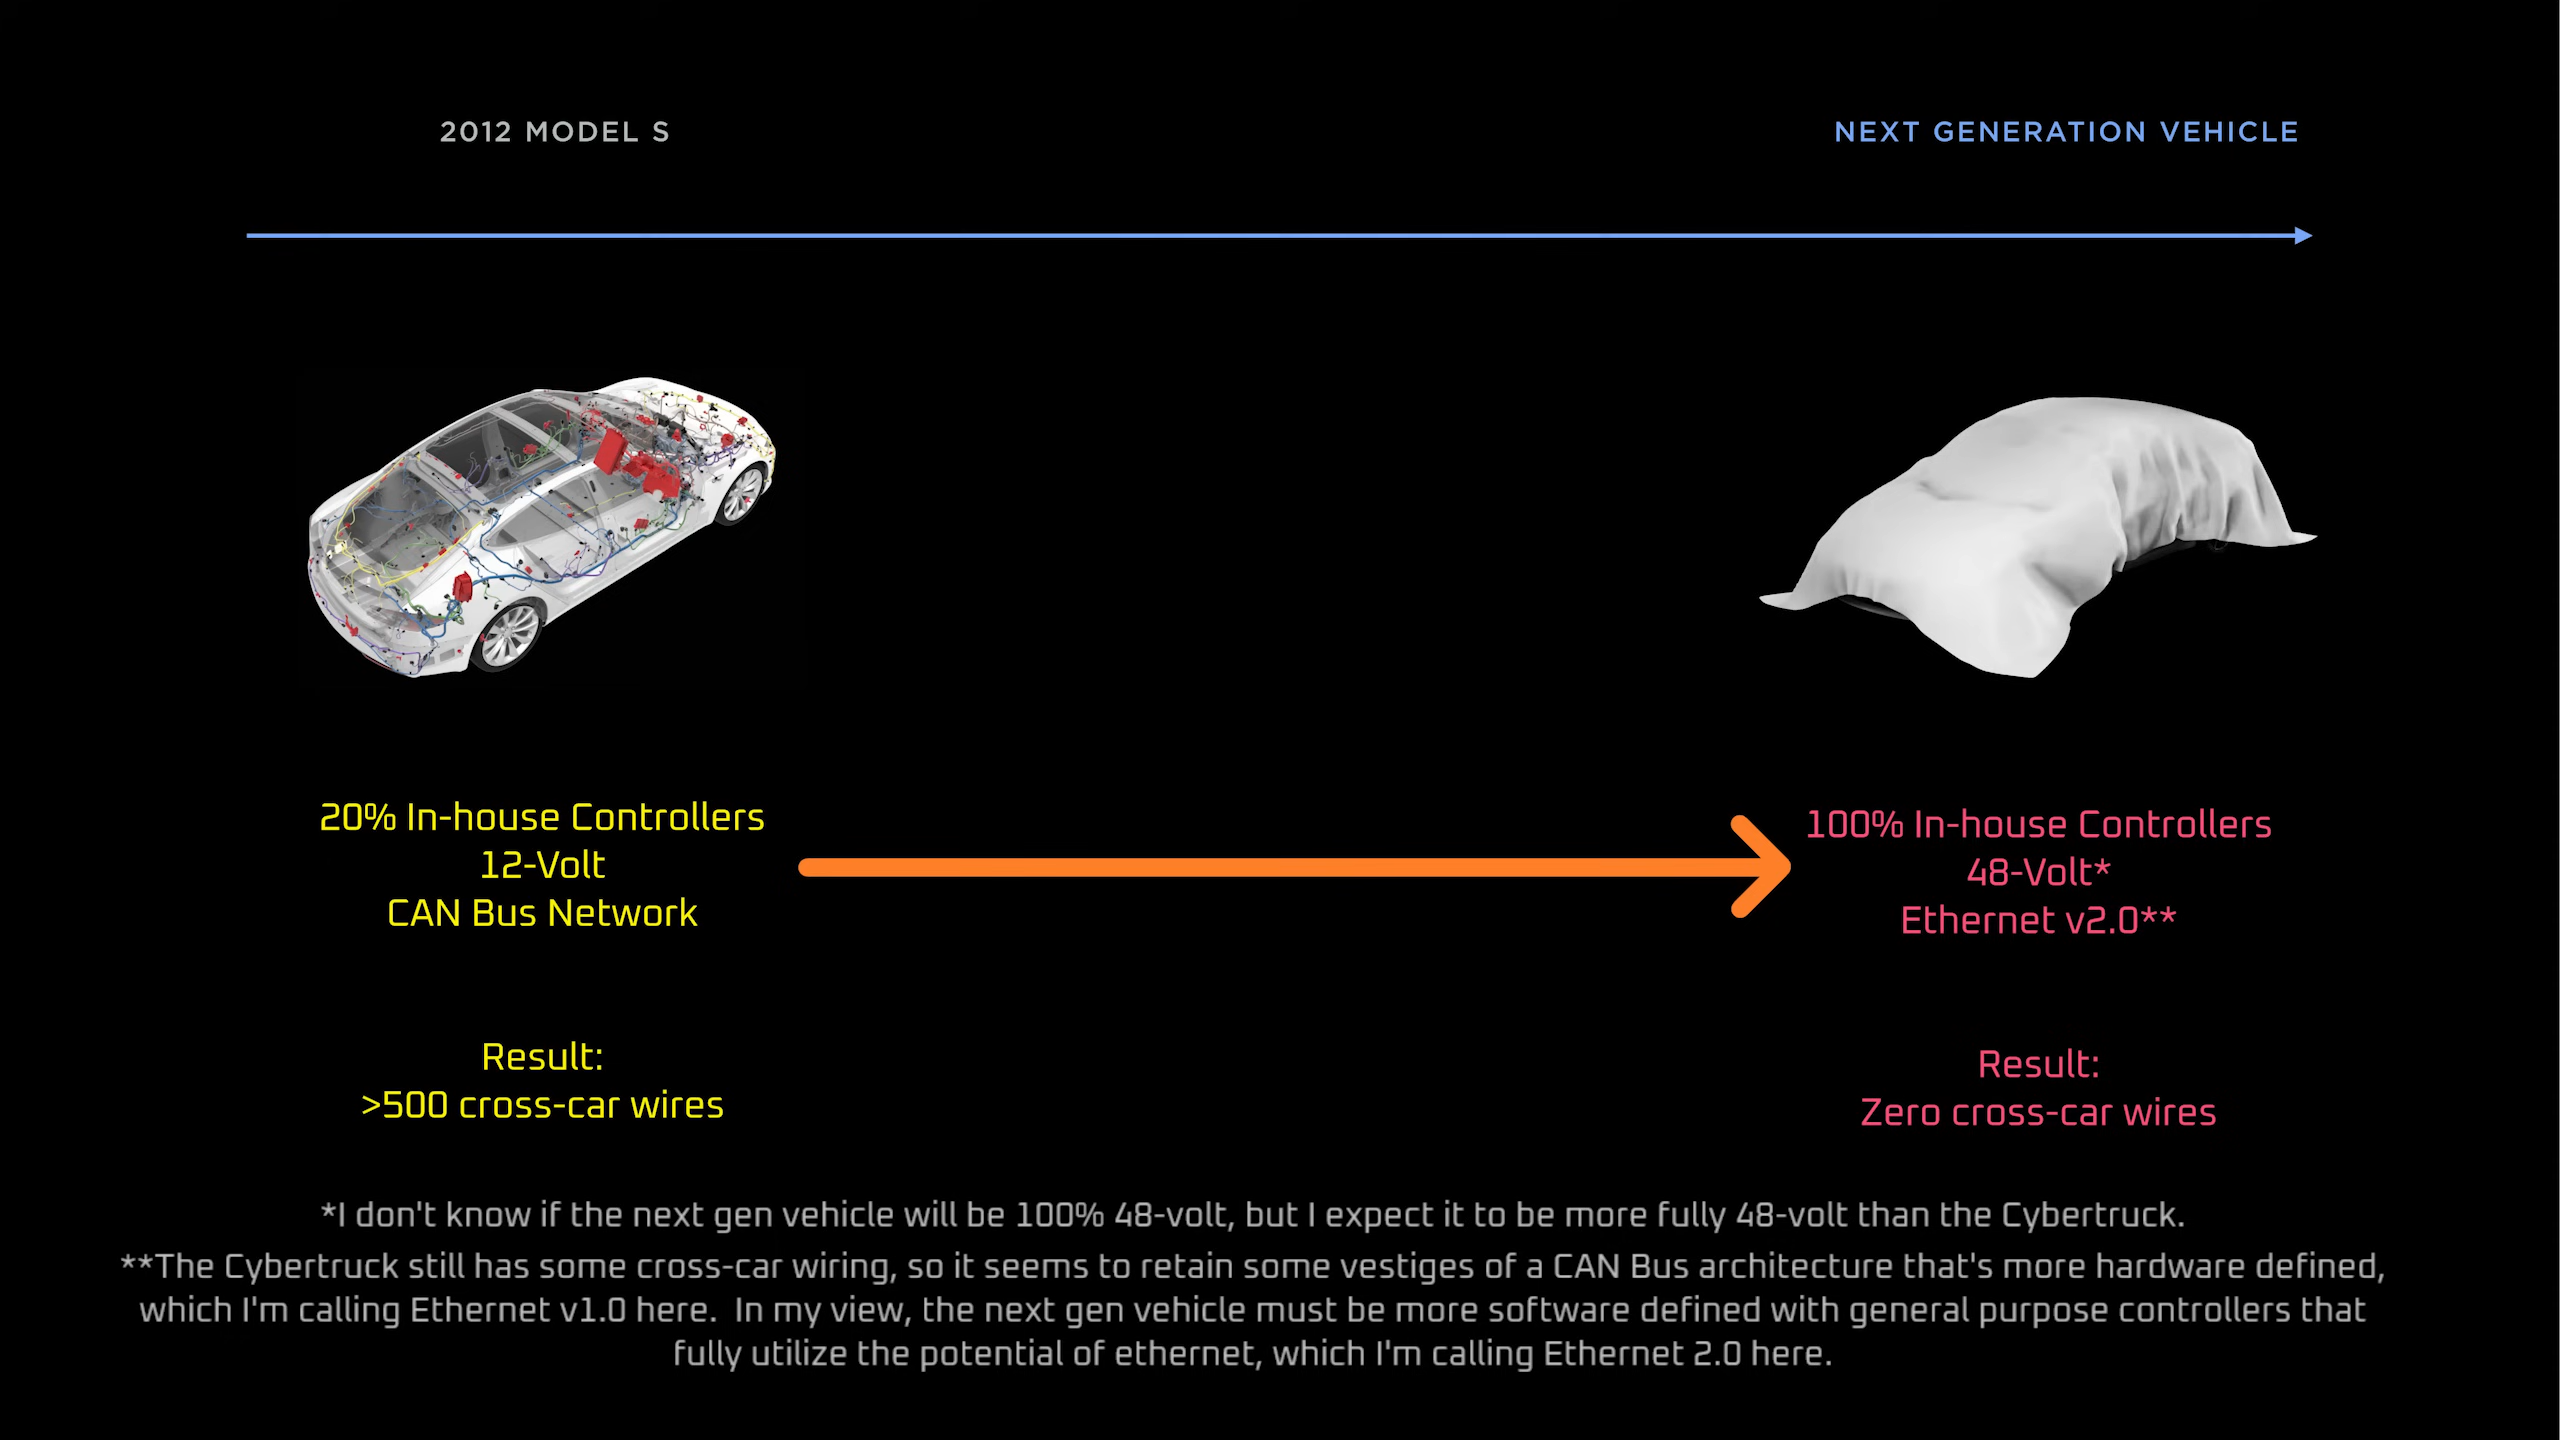 2012 MODEL S
NEXT GENERATION VEHICLE
20% In-house Controllers
12-Volt
CAN Bus Network
100% In-house Controllers
48-Volt*
Ethernet v2.0**
Result:
>500 cross-car wires
Result:
Zero cross-car wires
*I don't know if the next gen vehicle will be 100% 48-volt, but I expect it to be more fully 48-volt than the Cybertruck.
**The Cybertruck still has some cross-car wiring, so it seems to retain some vestiges of a CAN Bus architecture that's more hardware defined,
which I'm calling Ethernet v1.0 here.  In my view, the next gen vehicle must be more software defined with general purpose controllers that
fully utilize the potential of ethernet, which I'm calling Ethernet 2.0 here.